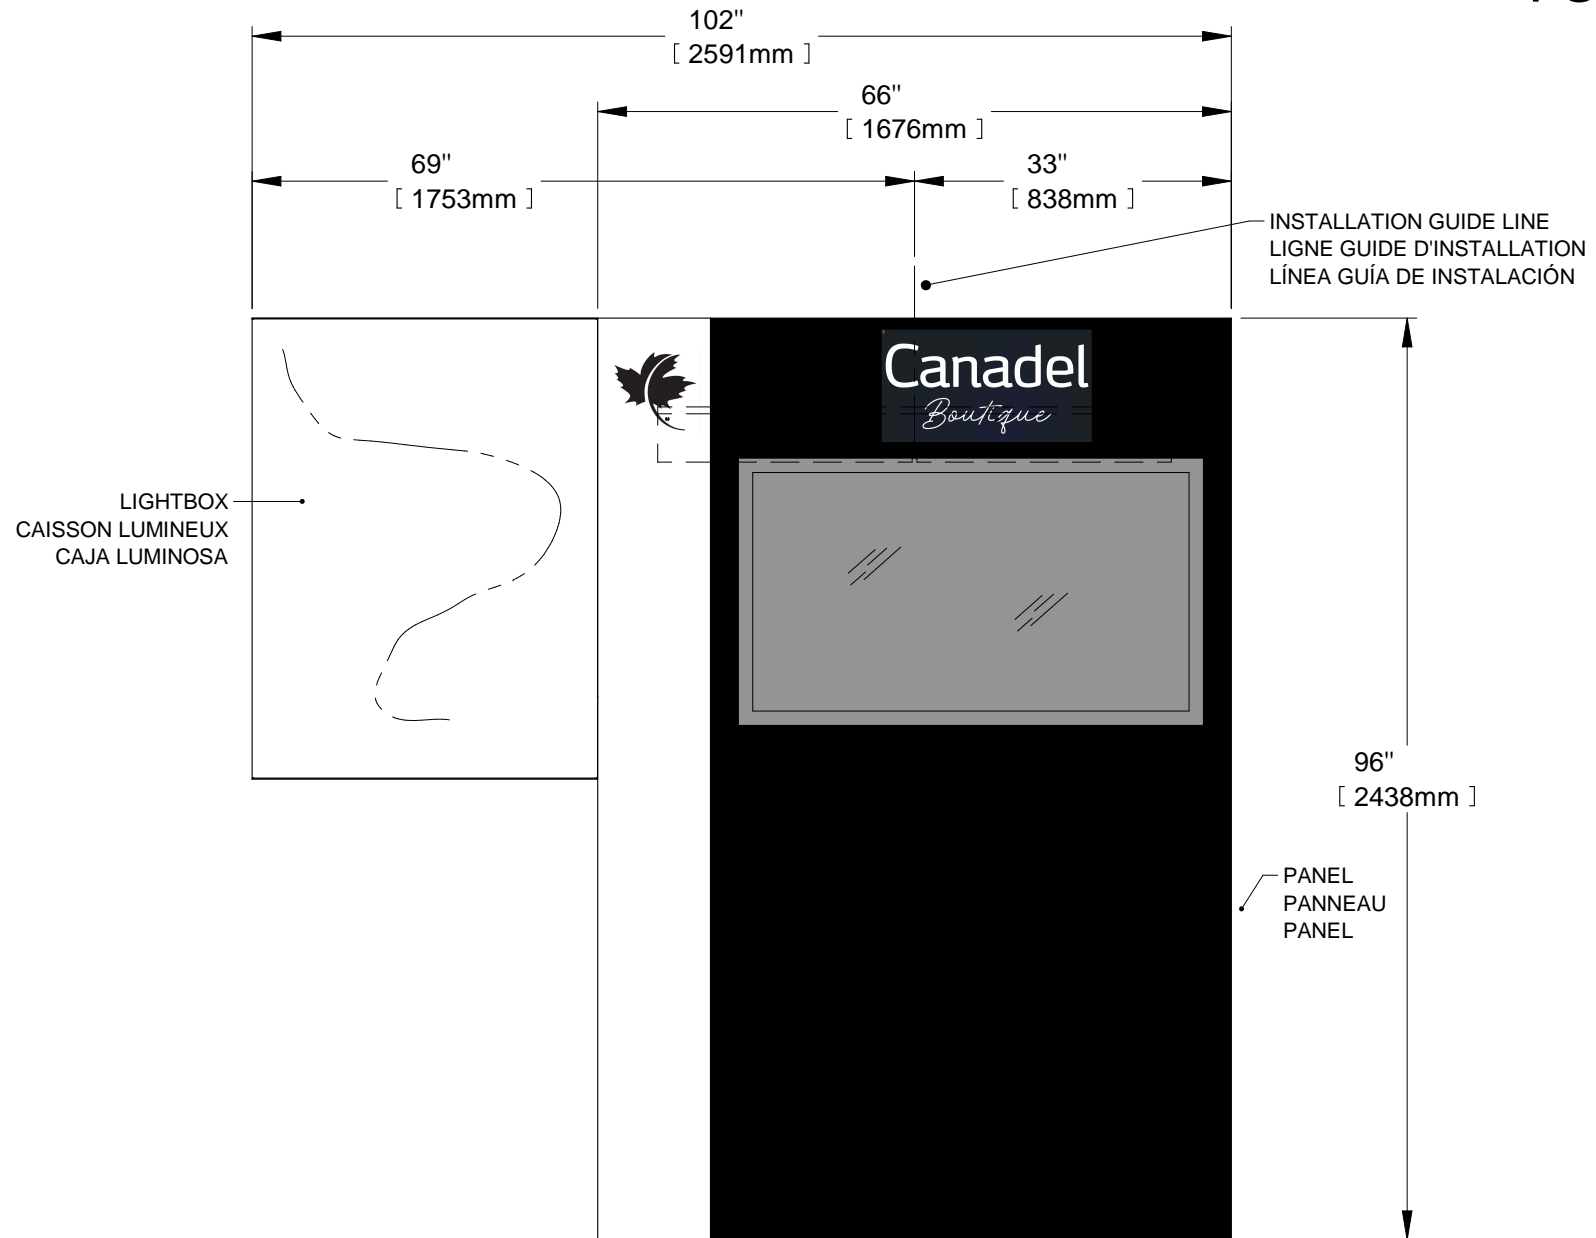 102"
[ 2591mm ]
66"
[ 1676mm ]
69"
[ 1753mm ]
33"
[ 838mm ]
INSTALLATION GUIDE LINE
LIGNE GUIDE D'INSTALLATION
LÍNEA GUÍA DE INSTALACIÓN
Canadel
Boutique
LIGHTBOX
CAISSON LUMINEUX
CAJA LUMINOSA
96"
[ 2438mm ]
PANEL
PANNEAU
PANEL